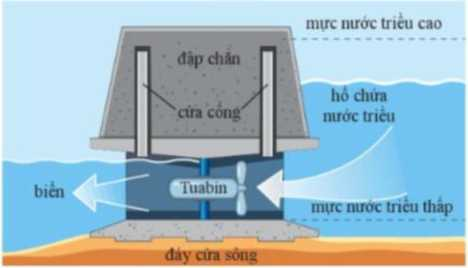 mực nước triều cao
đập chắn
cửa cống
hồ chứa
nước triều
biển
Tuabin
mực nước triều thấp
đáy cửa sông